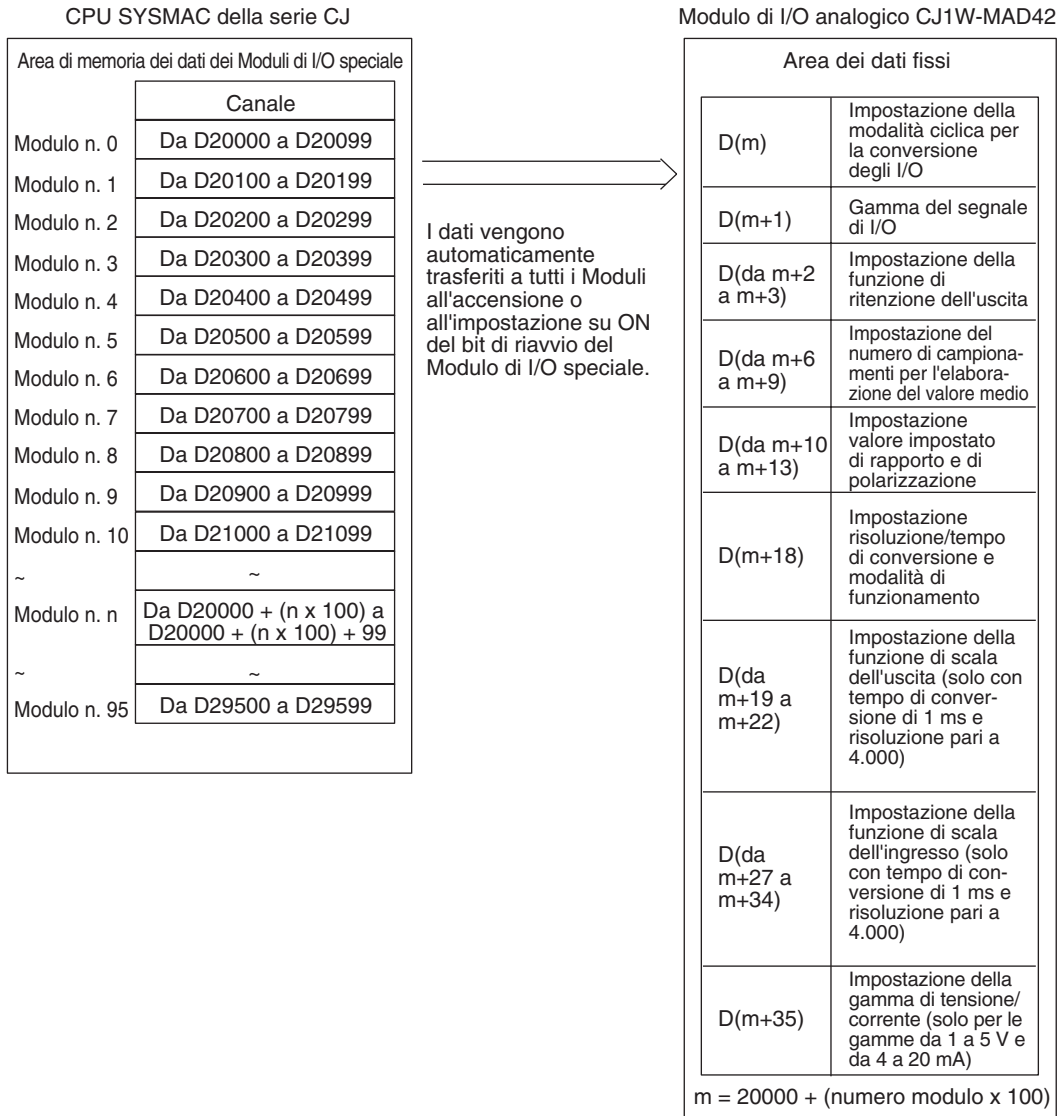 CPU SYSMAC della serie CJ
Area di memoria dei dati dei Moduli di I/O speciale
Canale
Modulo n. 0 Da D20000 a D20099
Modulo n. 1 Da D20100 a D20199
Modulo n. 2 Da D20200 a D20299
Modulo n. 3 Da D20300 a D20399
Modulo n. 4 Da D20400 a D20499
Modulo n. 5 Da D20500 a D20599
Modulo n. 6 Da D20600 a D20699
Modulo n. 7 Da D20700 a D20799
Modulo n. 8 Da D20800 a D20899
Modulo n. 9 Da D20900 a D20999
Modulo n. 10 Da D21000 a D21099
~ ~
Modulo n. n Da D20000 + (n x 100) a
D20000 + (n x 100) + 99
~ ~
Modulo n. 95 Da D29500 a D29599
I dati vengono
automaticamente
trasferiti a tutti i Moduli
all'accensione o
all'impostazione su ON
del bit di riavvio del
Modulo di I/O speciale.
Modulo di I/O analogico CJ1W-MAD42
Area dei dati fissi
D(m)
Impostazione della
modalità ciclica per
la conversione
degli I/O
D(m+1)
Gamma del segnale
di I/O
D(da m+2
a m+3)
Impostazione della
funzione di
ritenzione dell'uscita
D(da m+6
a m+9)
Impostazione del
numero di campiona-
menti per l'elabora-
zione del valore medio
D(da m+10
a m+13)
Impostazione
valore impostato
di rapporto e di
polarizzazione
D(m+18)
Impostazione
risoluzione/tempo
di conversione e
modalità di
funzionamento
D(da
m+19 a
m+22)
Impostazione della
funzione di scala
dell'uscita (solo con
tempo di conver-
sione di 1 ms e
risoluzione pari a
4.000)
D(da
m+27 a
m+34)
Impostazione della
funzione di scala
dell'ingresso (solo
con tempo di con-
versione di 1 ms e
risoluzione pari a
4.000)
D(m+35)
Impostazione della
gamma di tensione/
corrente (solo per le
gamme da 1 a 5 V e
da 4 a 20 mA)
m = 20000 + (numero modulo x 100)